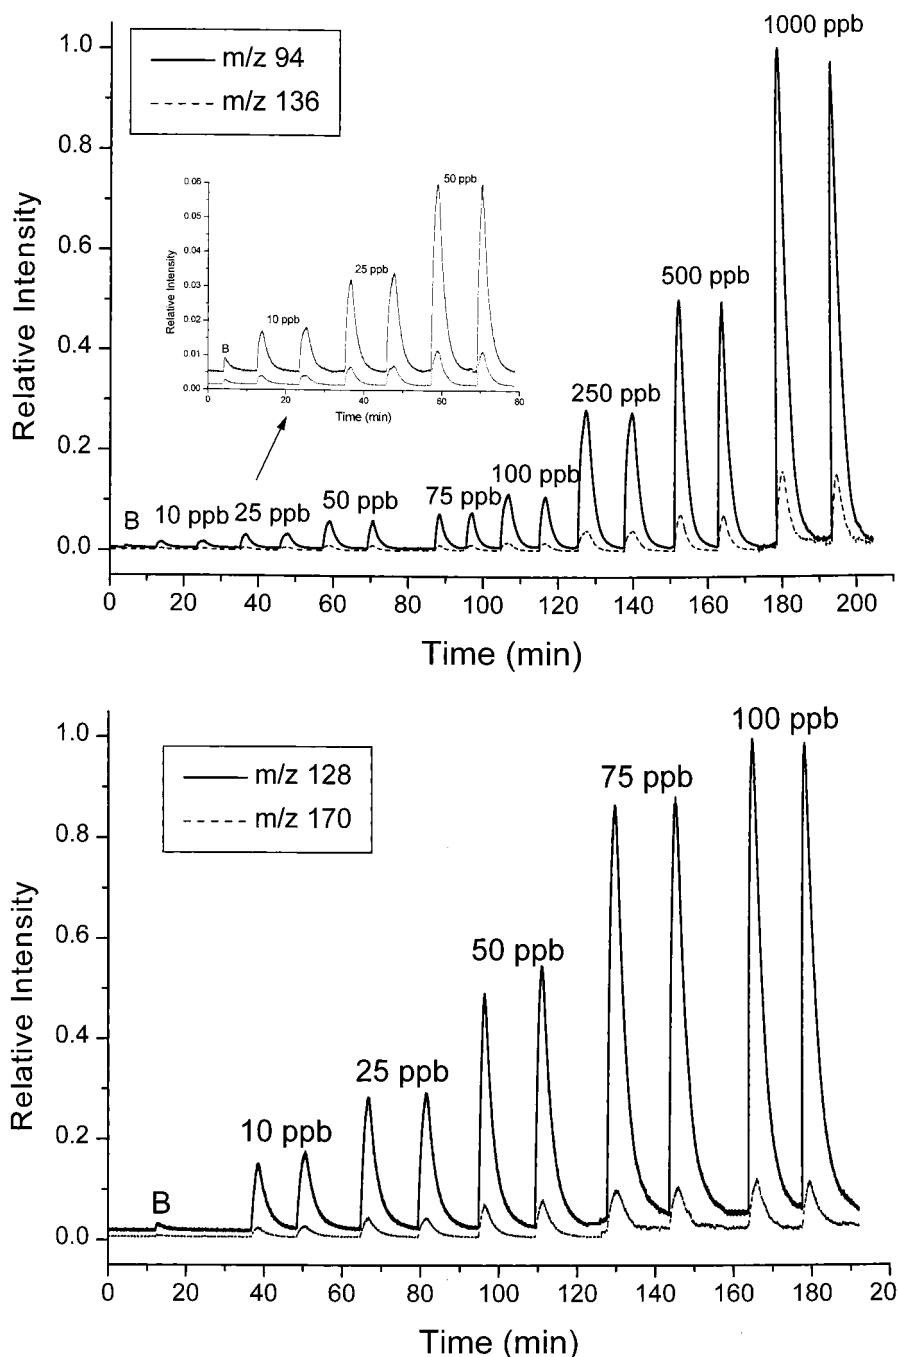 1000 ppb
m/z 94
m/z 136
1.0
0.8
0.6
0.4
0.2
0.0
Relative Intensity
50 ppb
0.06
0.05
0.04
0.03
0.02
0.01
0.00
Relative Intensity
25 ppb
10 ppb
B
0 20 40 60 80
Time (min)
500 ppb
250 ppb
100 ppb
75 ppb
50 ppb
25 ppb
10 ppb
B
0 20 40 60 80 100 120 140 160 180 200
Time (min)
100 ppb
m/z 128
m/z 170
75 ppb
1.0
0.8
0.6
0.4
0.2
0.0
Relative Intensity
50 ppb
25 ppb
10 ppb
B
0 20 40 60 80 100 120 140 160 180 20
Time (min)